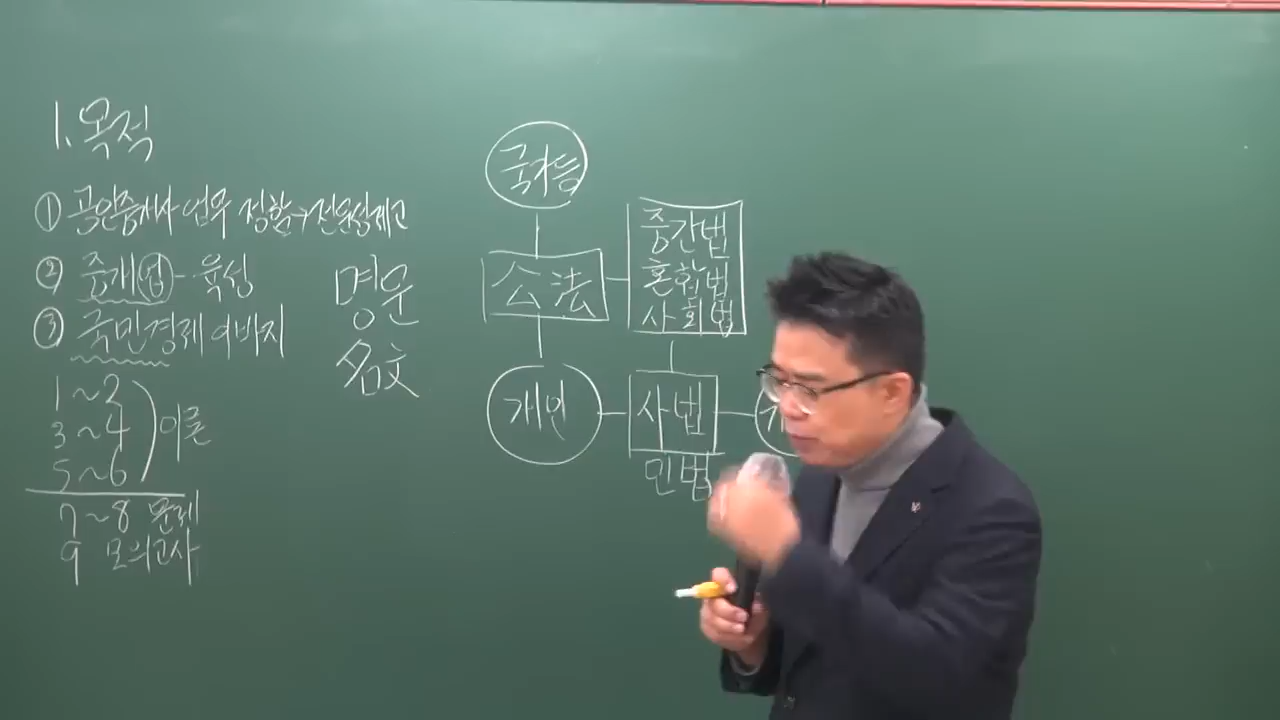 1. 목적
① 공인중개사 업무 정함→전문성제고
② 중개업 - 육성
③ 국민경제 이바지
1~2
3~4
5~6
이론
7~8 문제
9 모의고사
명문
名文
국가등
公法
개인
중간법
혼합법
사회법
사법
민법